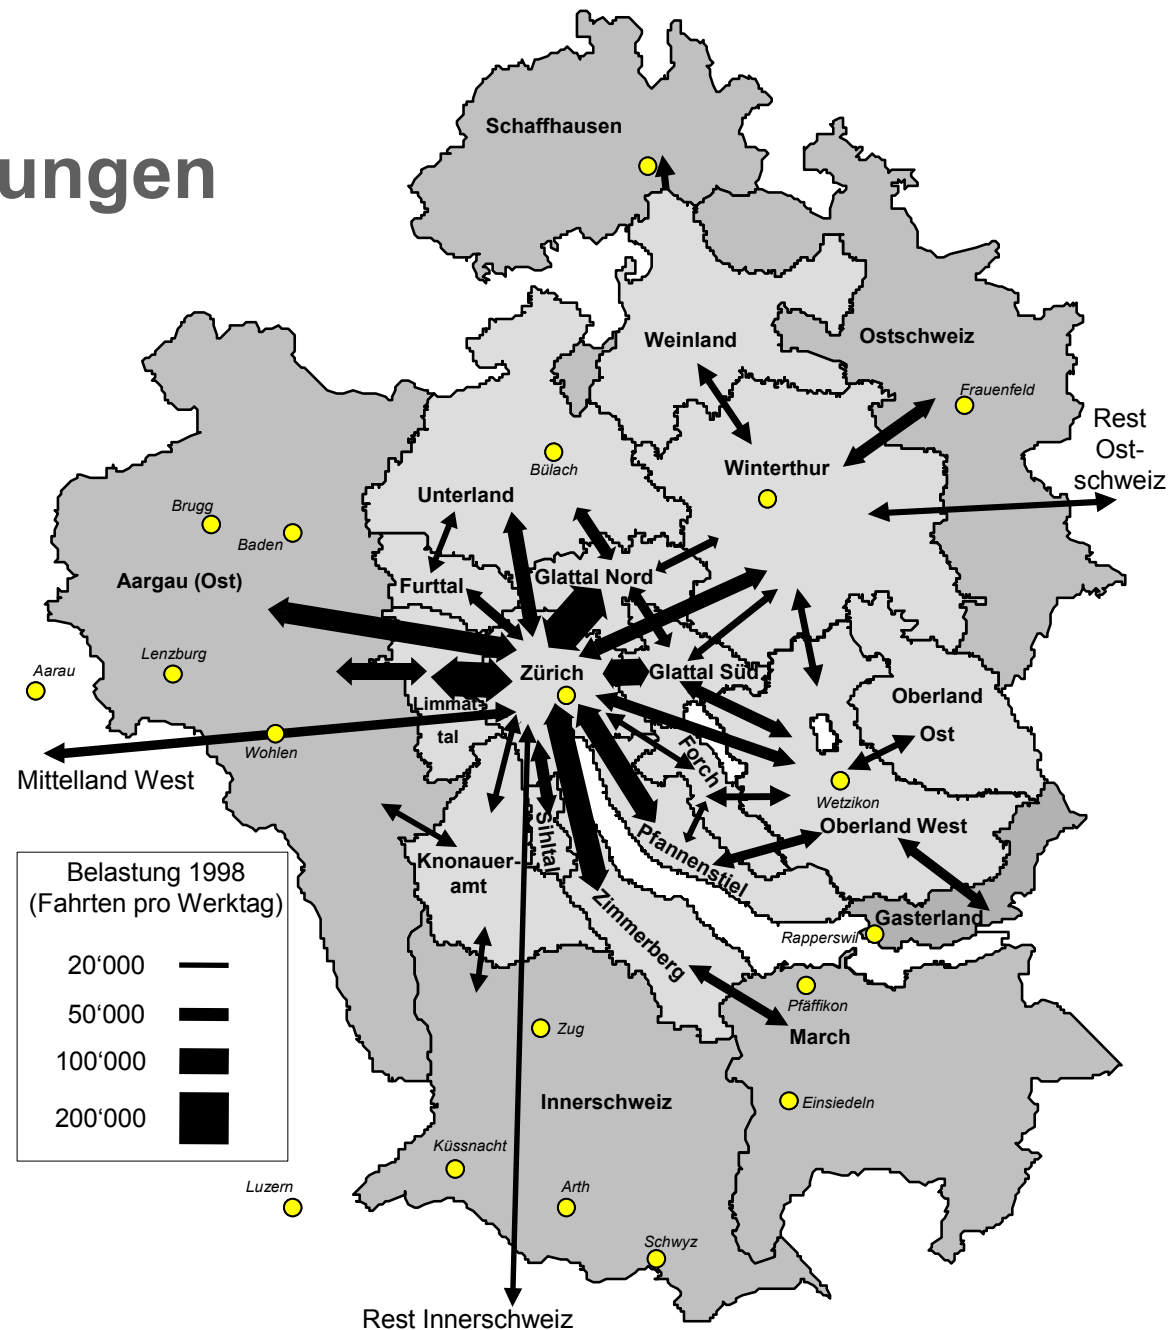 ungen
Schaffhausen
Weinland
Ostschweiz
Frauenfeld
Rest
Ost-
schweiz
Winterthur
Bülach
Unterland
Brugg
Baden
Aargau (Ost)
Furttal
Glattal Nord
Lenzburg
Aarau
Zürich
Glattal Süd
Limmat-
tal
Oberland
Ost
Wohlen
Forch
Mittelland West
Wetzikon
Oberland West
Sihltal
Pfannenstiel
Knonauer-
amt
Belastung 1998
(Fahrten pro Werktag)
20‘000
50‘000
100‘000
200‘000
Zimmerberg
Gasterland
Rapperswil
Pfäffikon
Zug
March
Innerschweiz
Einsiedeln
Küssnacht
Luzern
Arth
Schwyz
Rest Innerschweiz